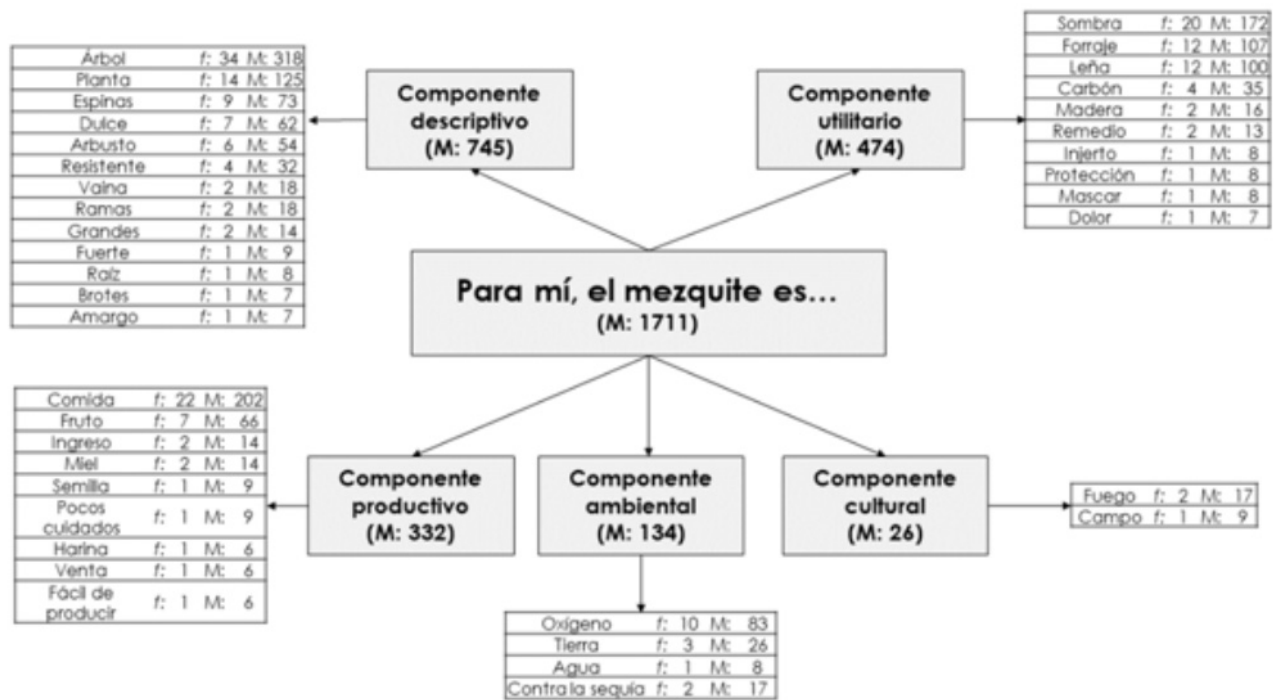 Árbol f: 34 M: 318
Planta f: 14 M: 125
Espinas f: 9 M: 73
Dulce f: 7 M: 62
Arbusto f: 6 M: 54
Resistente f: 4 M: 32
Vaina f: 2 M: 18
Ramas f: 2 M: 18
Grandes f: 2 M: 14
Fuerte f: 1 M: 9
Raíz f: 1 M: 8
Brotes f: 1 M: 7
Amargo f: 1 M: 7
Componente
descriptivo
(M: 745)
Componente
utilitario
(M: 474)
Sombra f: 20 M: 172
Forraje f: 12 M: 107
Leña f: 12 M: 100
Carbón f: 4 M: 35
Madera f: 2 M: 16
Remedio f: 2 M: 13
Injerto f: 1 M: 8
Protección f: 1 M: 8
Mascar f: 1 M: 8
Dolor f: 1 M: 7
Para mí, el mezquite es...
(M: 1711)
Comida f: 22 M: 202
Fruto f: 7 M: 66
Ingreso f: 2 M: 14
Miel f: 2 M: 14
Semilla f: 1 M: 9
Pocos
cuidados f: 1 M: 9
Harina f: 1 M: 6
Venta f: 1 M: 6
Fácil de
producir f: 1 M: 6
Componente
productivo
(M: 332)
Componente
ambiental
(M: 134)
Componente
cultural
(M: 26)
Fuego f: 2 M: 17
Campo f: 1 M: 9
Oxígeno f: 10 M: 83
Tierra f: 3 M: 26
Agua f: 1 M: 8
Contra la sequía f: 2 M: 17